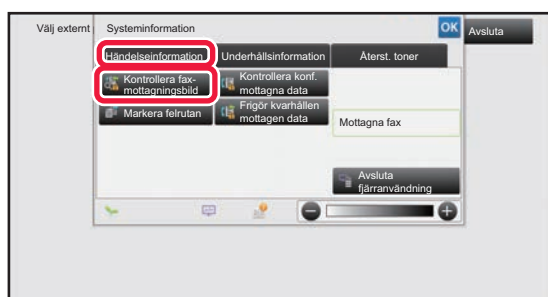 Välj externt
Systeminformation
OK
Avsluta
Händelseinformation
Underhållsinformation
Återst. toner
Kontrollera fax-
mottagningsbild
Kontrollera konf.
mottagna data
Markera felrutan
Frigör kvarhållen
mottagen data
Mottagna fax
Avsluta
fjärranvändning